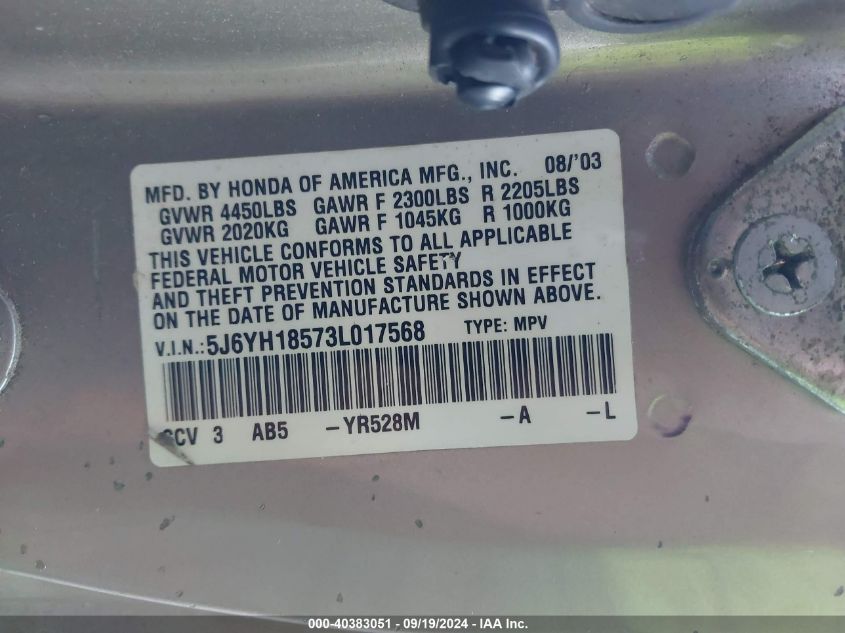 MFD. BY HONDA OF AMERICA MFG., INC. 08/'03
GVWR 4450LBS GAWR F 2300LBS R 2205LBS
GVWR 2020KG GAWR F 1045KG R 1000KG
THIS VEHICLE CONFORMS TO ALL APPLICABLE
FEDERAL MOTOR VEHICLE SAFETY
AND THEFT PREVENTION STANDARDS IN EFFECT
ON THE DATE OF MANUFACTURE SHOWN ABOVE.
V.I.N.:5J6YH18573L017568 TYPE: MPV
CV 3 AB5 -YR528M -A -L
000-40383051 - 09/19/2024 - IAA Inc.